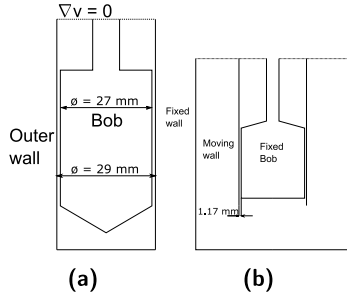 ∇v = 0
ø = 27 mm
Bob
Outer
wall
ø = 29 mm
Fixed
wall
Moving
wall
Fixed
Bob
1.17 mm
(a)
(b)